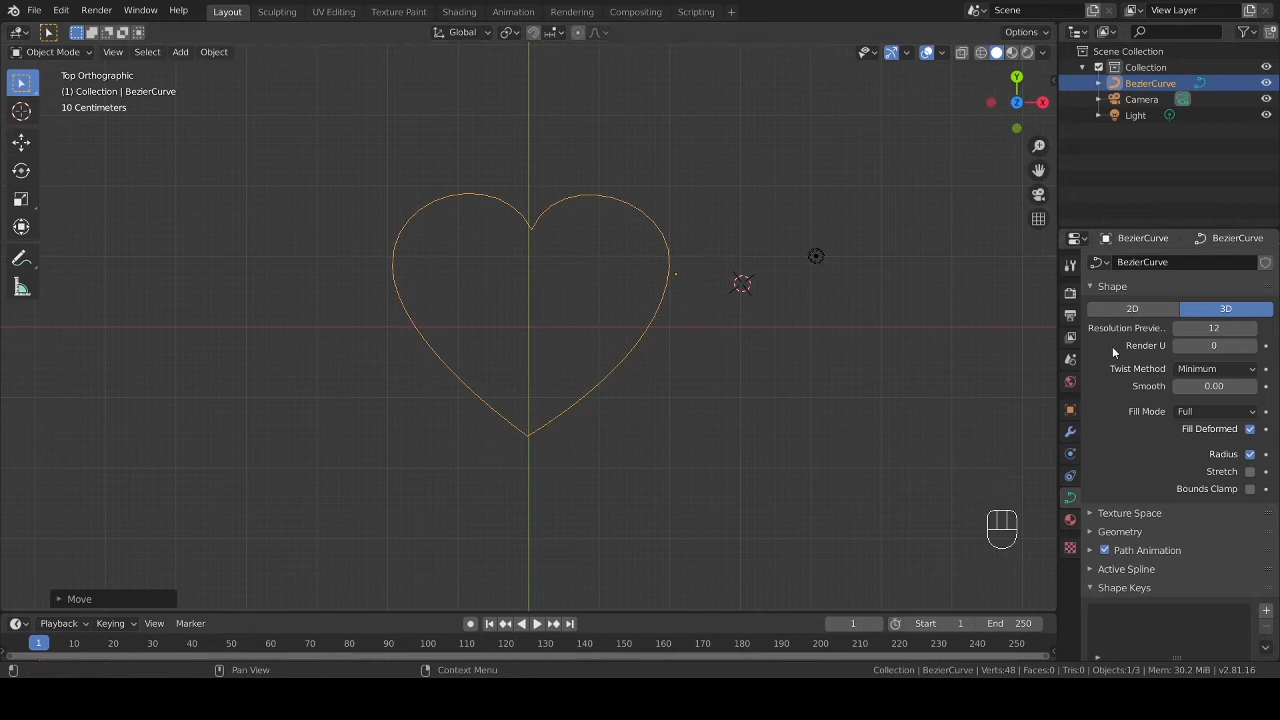 File Edit Render Window Help Layout Sculpting UV Editing Texture Paint Shading Animation Rendering Compositing Scripting + Scene View Layer
Global Options
Object Mode View Select Add Object
Top Orthographic
(1) Collection | BezierCurve
10 Centimeters
Y
Z X
Move
Scene Collection
Collection
BezierCurve
Camera
Light
BezierCurve BezierCurve
BezierCurve
Shape
2D 3D
Resolution Previe.. 12
Render U 0
Twist Method Minimum
Smooth 0.00
Fill Mode Full
Fill Deformed
Radius
Stretch
Bounds Clamp
Texture Space
Geometry
Path Animation
Active Spline
Shape Keys
Playback Keying View Marker 1 Start 1 End 250
1 10 20 30 40 50 60 70 80 90 100 110 120 130 140 150 160 170 180 190 200 210 220 230 240 250
Pan View Context Menu Collection | BezierCurve | Verts:48 | Faces:0 | Tris:0 | Objects:1/3 | Mem: 30.2 MiB | v2.81.16